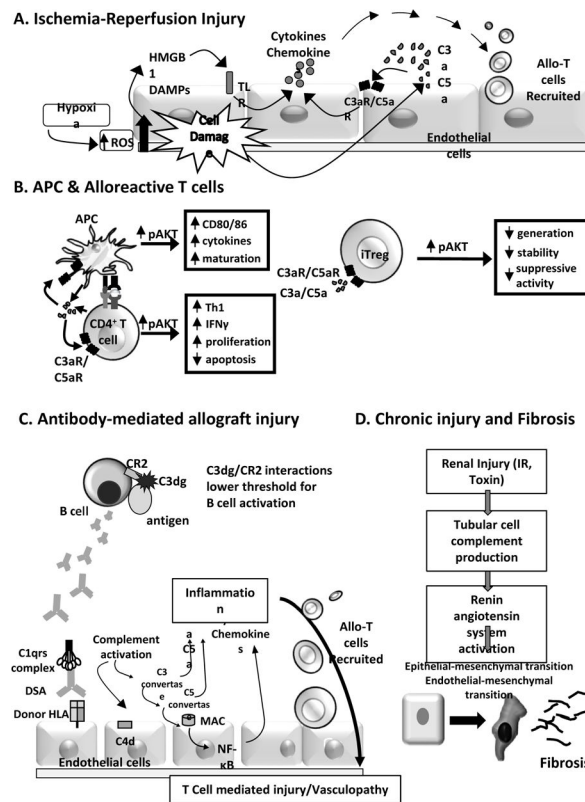 A. Ischemia-Reperfusion Injury
HMGB
1
DAMPs
TL
R
Cytokines
Chemokine
C3
a
C5
a
C3aR/C5a
R
Allo-T
cells
Recruited
Hypoxi
a
ROS
Cell
Damag
e
Endothelial
cells
B. APC & Alloreactive T cells
APC
pAKT
CD80/86
cytokines
maturation
CD4+ T
cell
pAKT
Th1
IFNγ
proliferation
apoptosis
C3aR/
C5aR
iTreg
C3aR/C5aR
C3a/C5a
pAKT
generation
stability
suppressive
activity
C. Antibody-mediated allograft injury
CR2
C3dg
B cell
antigen
C3dg/CR2 interactions
lower threshold for
B cell activation
Inflammatio
n,
Chemokine
s
a
C5
a
Allo-T
cells
Recruited
C1qrs
complex
Complement
activation
C3
convertas
e
C5
convertas
DSA
Donor HLA
C4d
MAC
NF-
κB
Endothelial cells
T Cell mediated injury/Vasculopathy
D. Chronic injury and Fibrosis
Renal Injury (IR,
Toxin)
Tubular cell
complement
production
Renin
angiotensin
system
activation
Epithelial-mesenchymal transition
Endothelial-mesenchymal
transition
Fibrosis